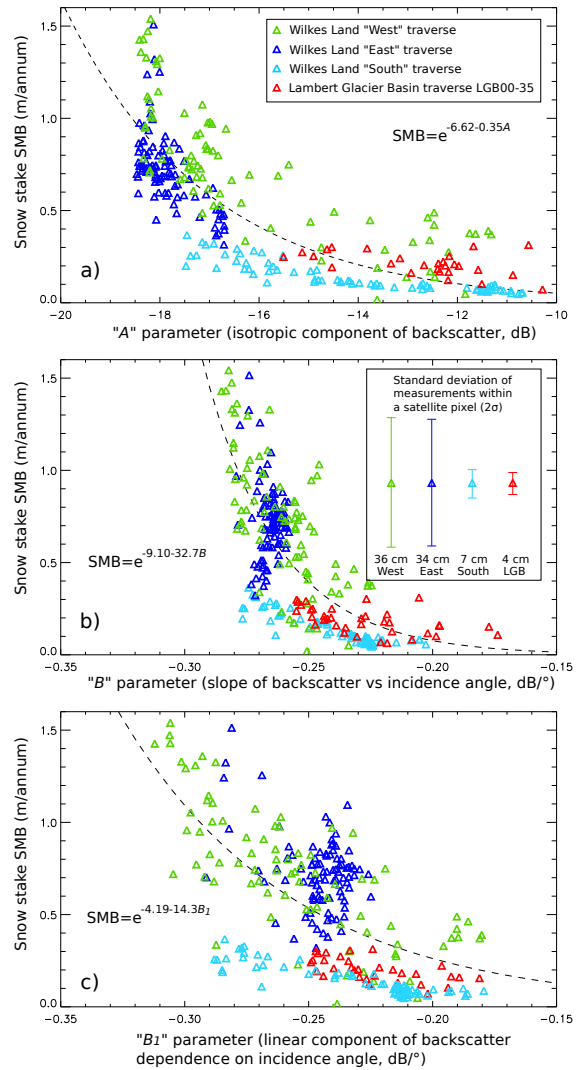 Snow stake SMB (m/annum)
1.5
1.0
0.5
0.0
Wilkes Land "West" traverse
Wilkes Land "East" traverse
Wilkes Land "South" traverse
Lambert Glacier Basin traverse LGB00-35
SMB=e-6.62-0.35A
a)
−20 −18 −16 −14 −12 −10
"A" parameter (isotropic component of backscatter, dB)
Snow stake SMB (m/annum)
1.5
1.0
0.5
0.0
Standard deviation of
measurements within
a satellite pixel (2σ)
36 cm 34 cm 7 cm 4 cm
West East South LGB
SMB=e-9.10-32.7B
b)
−0.35 −0.30 −0.25 −0.20 −0.15
"B" parameter (slope of backscatter vs incidence angle, dB/°)
Snow stake SMB (m/annum)
1.5
1.0
0.5
0.0
SMB=e-4.19-14.3B1
c)
−0.35 −0.30 −0.25 −0.20 −0.15
"B1" parameter (linear component of backscatter
dependence on incidence angle, dB/°)